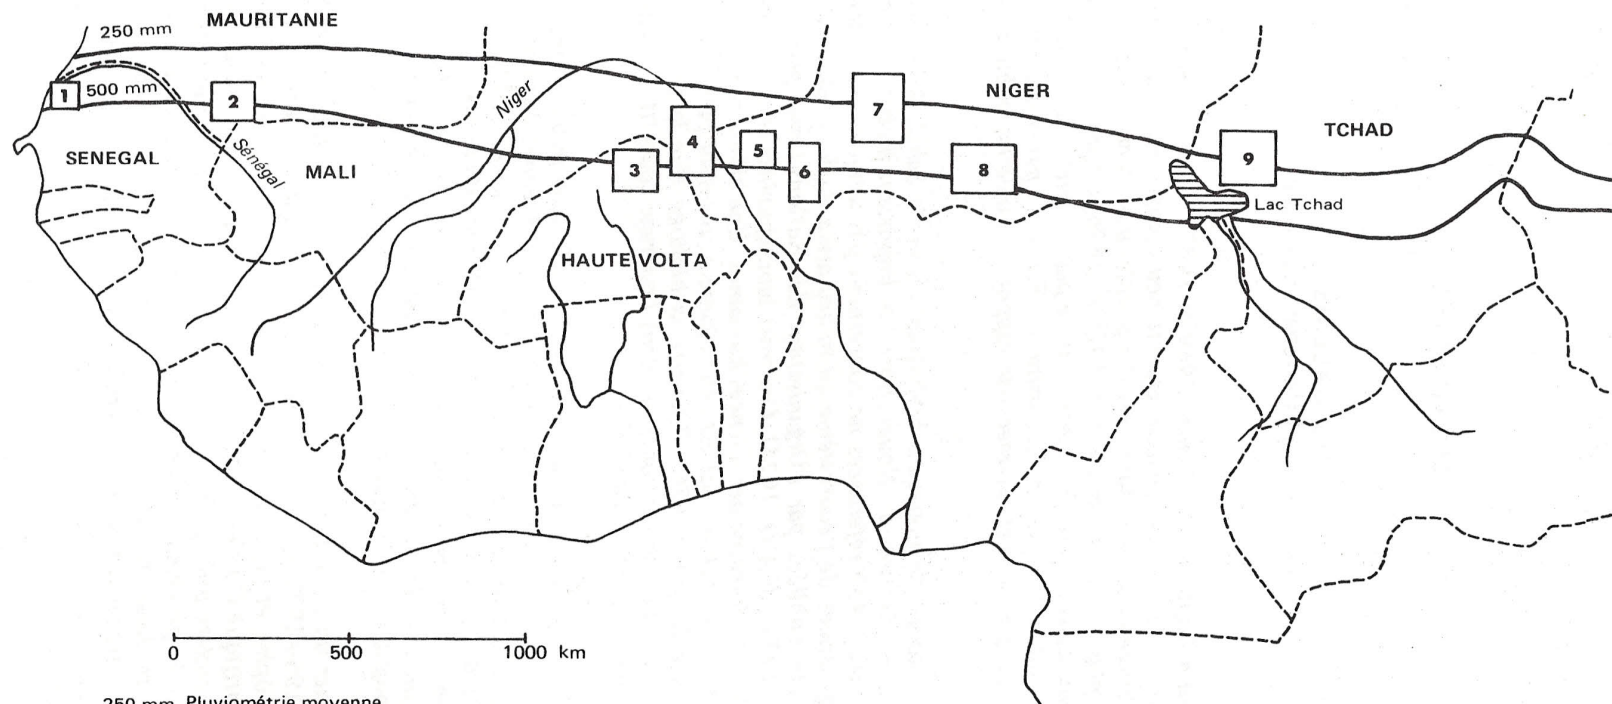 MAURITANIE
250 mm
500 mm
1
2
Niger
7
NIGER
TCHAD
SENEGAL
Sénégal
MALI
3
4
5
6
8
9
Lac Tchad
HAUTE VOLTA
0 500 1000 km
250 mm Pluviométrie moyenne